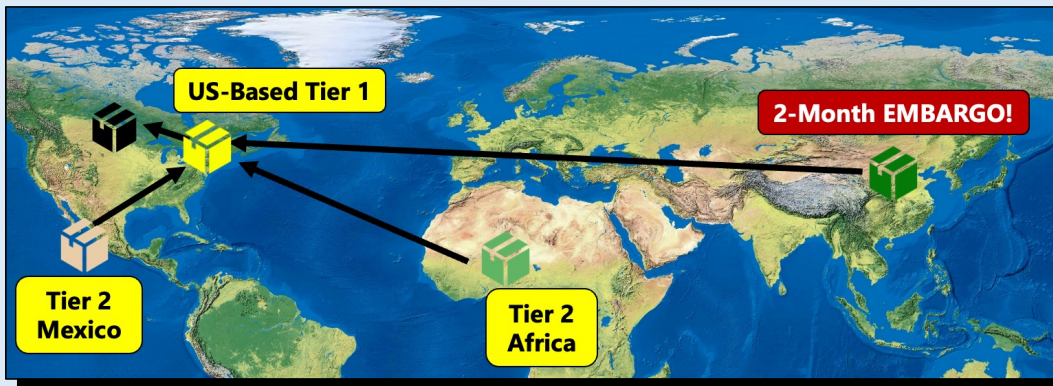 US-Based Tier 1
2-Month EMBARGO!
Tier 2
Mexico
Tier 2
Africa